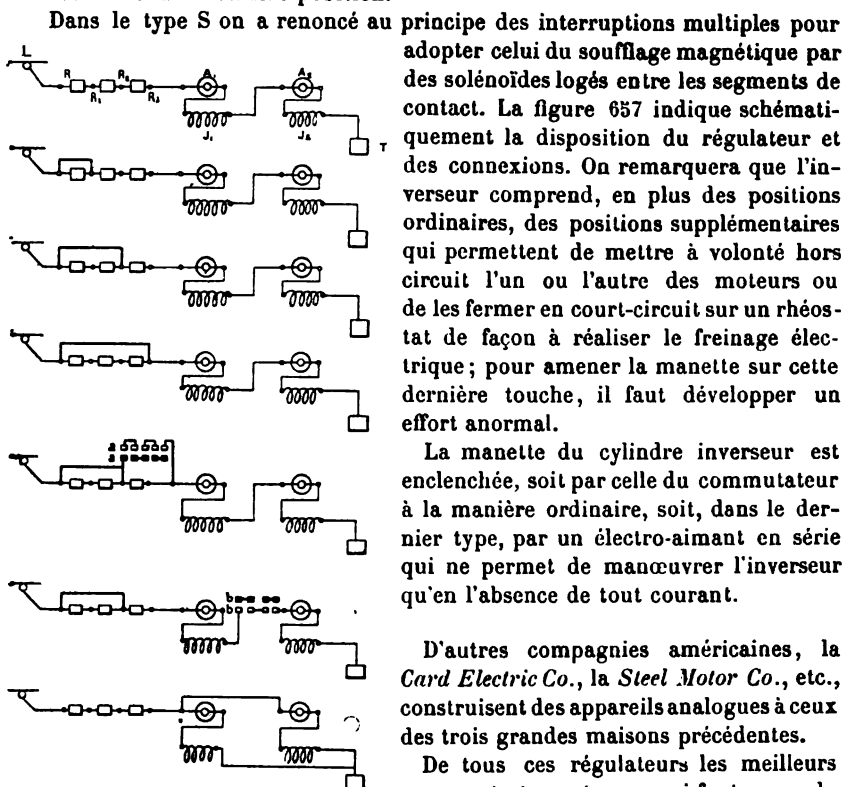 Dans le type S on a renoncé au principe des interruptions multiples pour
adopter celui du soufflage magnétique par
des solénoïdes logés entre les segments de
contact. La figure 657 indique schémati-
quement la disposition du régulateur et
des connexions. On remarquera que l'in-
verseur comprend, en plus des positions
ordinaires, des positions supplémentaires
qui permettent de mettre à volonté hors
circuit l'un ou l'autre des moteurs ou
de les fermer en court-circuit sur un rhéos-
tat de façon à réaliser le freinage élec-
trique; pour amener la manette sur cette
dernière touche, il faut développer un
effort anormal.
La manette du cylindre inverseur est
enclenchée, soit par celle du commutateur
à la manière ordinaire, soit, dans le der-
nier type, par un électro-aimant en série
qui ne permet de manœuvrer l'inverseur
qu'en l'absence de tout courant.
D'autres compagnies américaines, la
Card Electric Co., la Steel Motor Co., etc.,
construisent des appareils analogues à ceux
des trois grandes maisons précédentes.
De tous ces régulateurs les meilleurs
L
R R₂ A₁ A₂
R₁ R₃
J₁ J₂
T
a
a
b
b